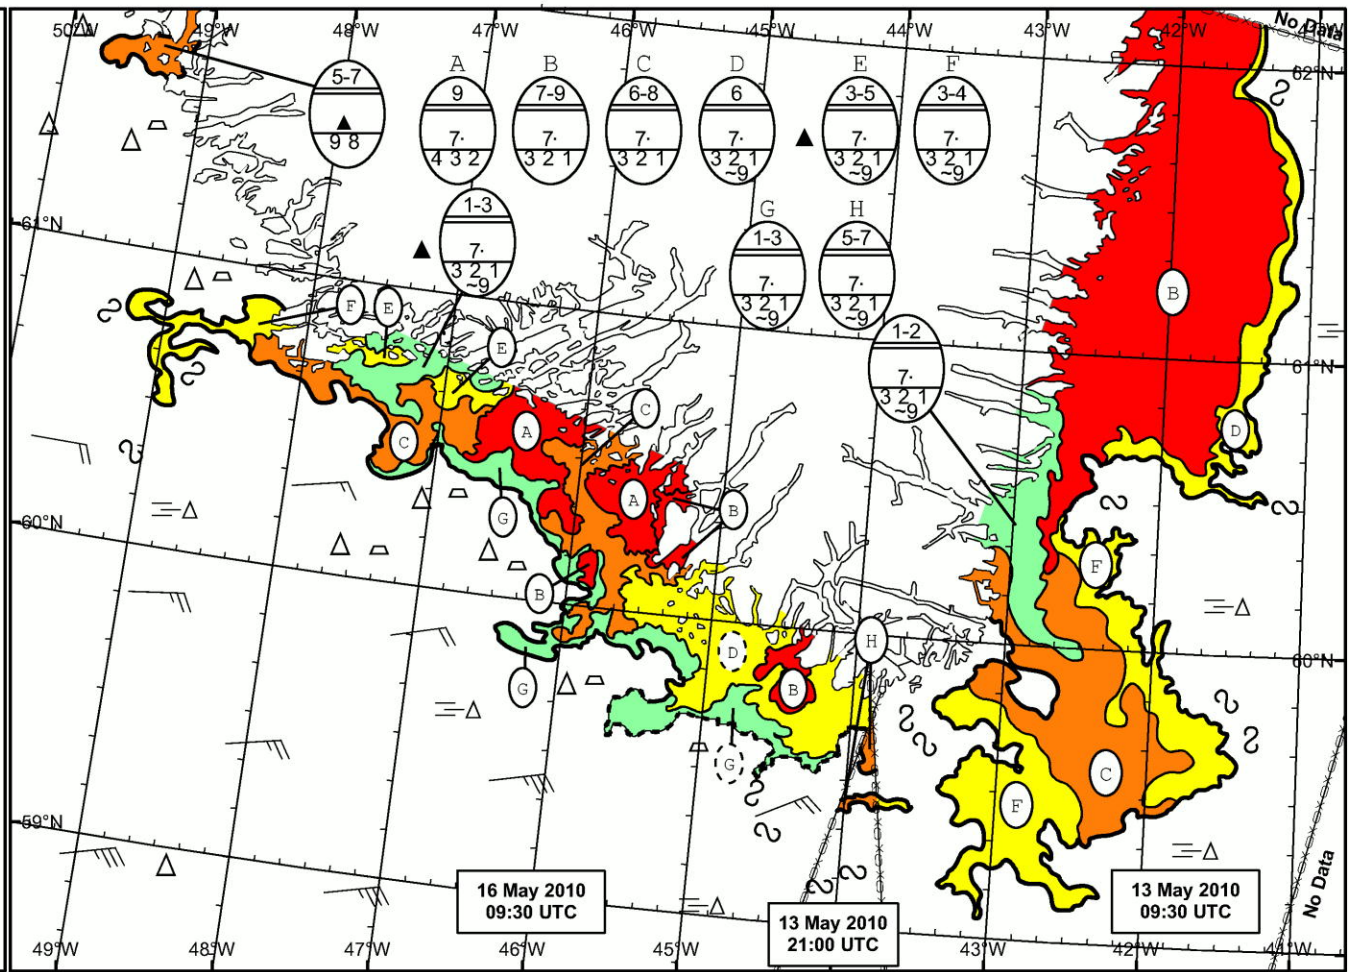 50°W 49°W 48°W 47°W 46°W 45°W 44°W 43°W 42°W
No Data
62°N
5-7
9 8
A B C D E F
9 7-9 6-8 6 3-5 3-4
7· 7· 7· 7· 7· 7·
4 3 2 3 2 1 3 2 1 3 2 1 3 2 1 3 2 1
~9 ~9 ~9
61°N
1-3
7·
3 2 1
~9
G H
1-3 5-7
7· 7·
3 2 1 3 2 1
~9 ~9
B
F E
1-2
7·
3 2 1
~9
E
61°N
C
A
D
C
A
B
G
60°N
F
B
H
D
60°N
G
B
G
C
F
59°N
16 May 2010
09:30 UTC
13 May 2010
21:00 UTC
13 May 2010
09:30 UTC
No Data
49°W 48°W 47°W 46°W 45°W 43°W 42°W 41°W